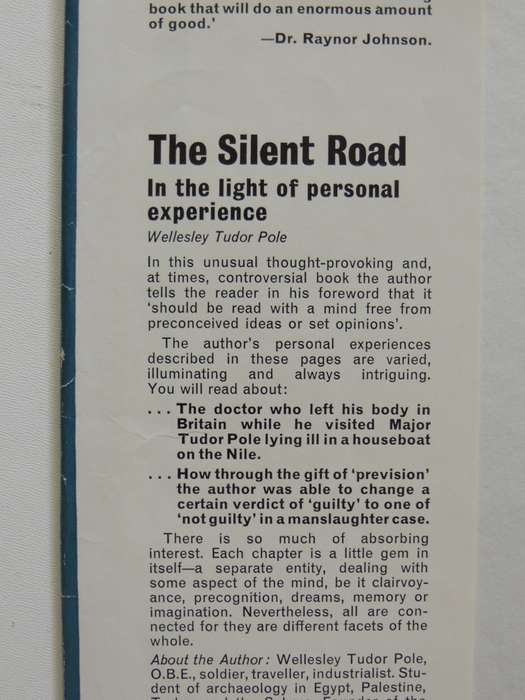 book that will do an enormous amount
of good.'
—Dr. Raynor Johnson.
The Silent Road
In the light of personal
experience
Wellesley Tudor Pole
In this unusual thought-provoking and,
at times, controversial book the author
tells the reader in his foreword that it
'should be read with a mind free from
preconceived ideas or set opinions'.
The author's personal experiences
described in these pages are varied,
illuminating and always intriguing.
You will read about:
... The doctor who left his body in
Britain while he visited Major
Tudor Pole lying ill in a houseboat
on the Nile.
... How through the gift of 'prevision'
the author was able to change a
certain verdict of 'guilty' to one of
'not guilty' in a manslaughter case.
There is so much of absorbing
interest. Each chapter is a little gem in
itself—a separate entity, dealing with
some aspect of the mind, be it clairvoy-
ance, precognition, dreams, memory or
imagination. Nevertheless, all are con-
nected for they are different facets of the
whole.
About the Author: Wellesley Tudor Pole,
O.B.E., soldier, traveller, industrialist. Stu-
dent of archaeology in Egypt, Palestine,